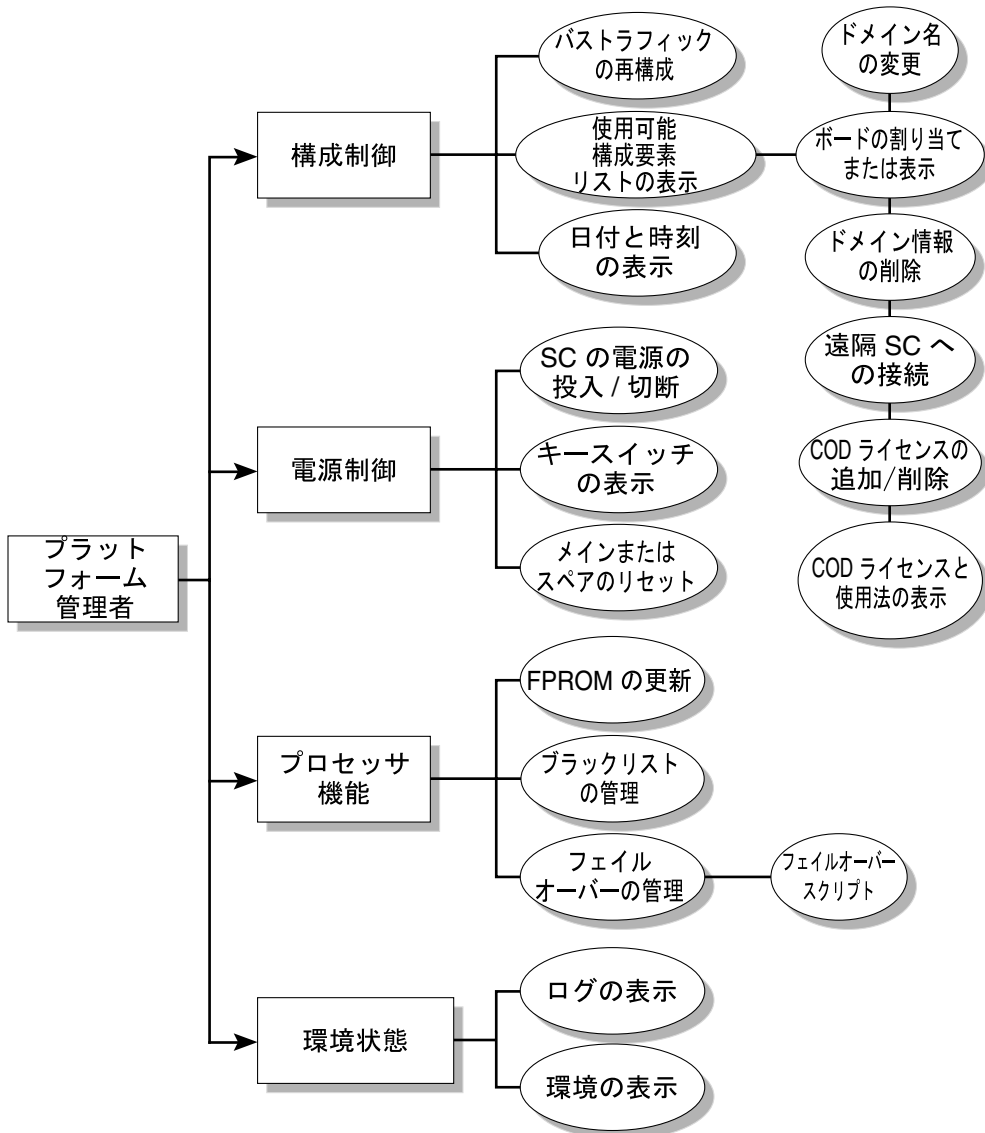 プラット
フォーム
管理者
構成制御
バストラフィック
の再構成
使用可能
構成要素
リストの表示
日付と時刻
の表示
ドメイン名
の変更
ボードの割り当て
または表示
ドメイン情報
の削除
遠隔 SC へ
の接続
COD ライセンスの
追加/削除
COD ライセンスと
使用法の表示
電源制御
SC の電源の
投入 / 切断
キースイッチ
の表示
メインまたは
スペアのリセット
プロセッサ
機能
FPROM の更新
ブラックリスト
の管理
フェイル
オーバーの管理
フェイルオーバー
スクリプト
環境状態
ログの表示
環境の表示